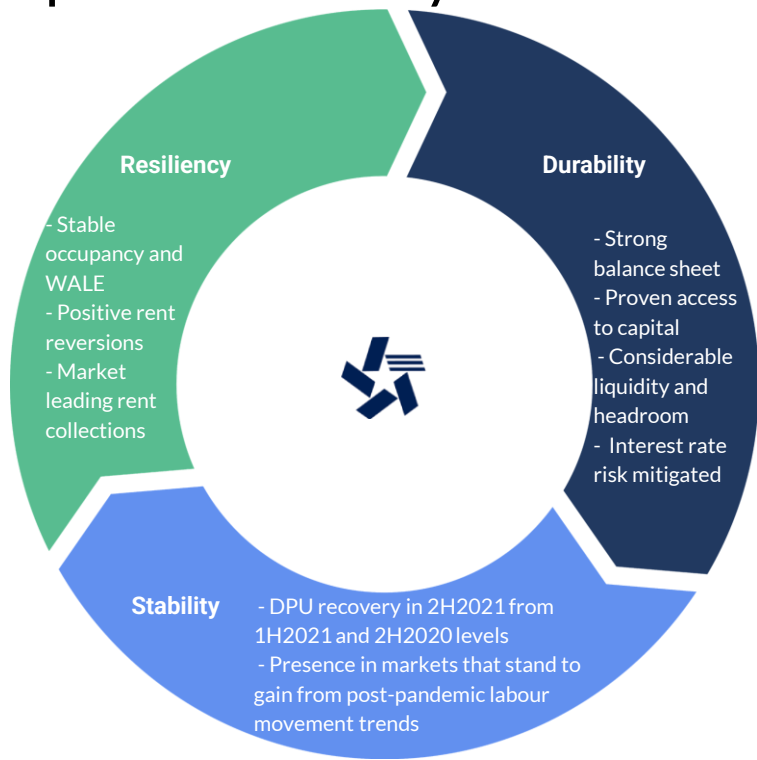 Resiliency
- Stable
occupancy and
WALE
- Positive rent
reversions
- Market
leading rent
collections
Durability
- Strong
balance sheet
- Proven access
to capital
- Considerable
liquidity and
headroom
- Interest rate
risk mitigated
Stability
- DPU recovery in 2H2021 from
1H2021 and 2H2020 levels
- Presence in markets that stand to
gain from post-pandemic labour
movement trends